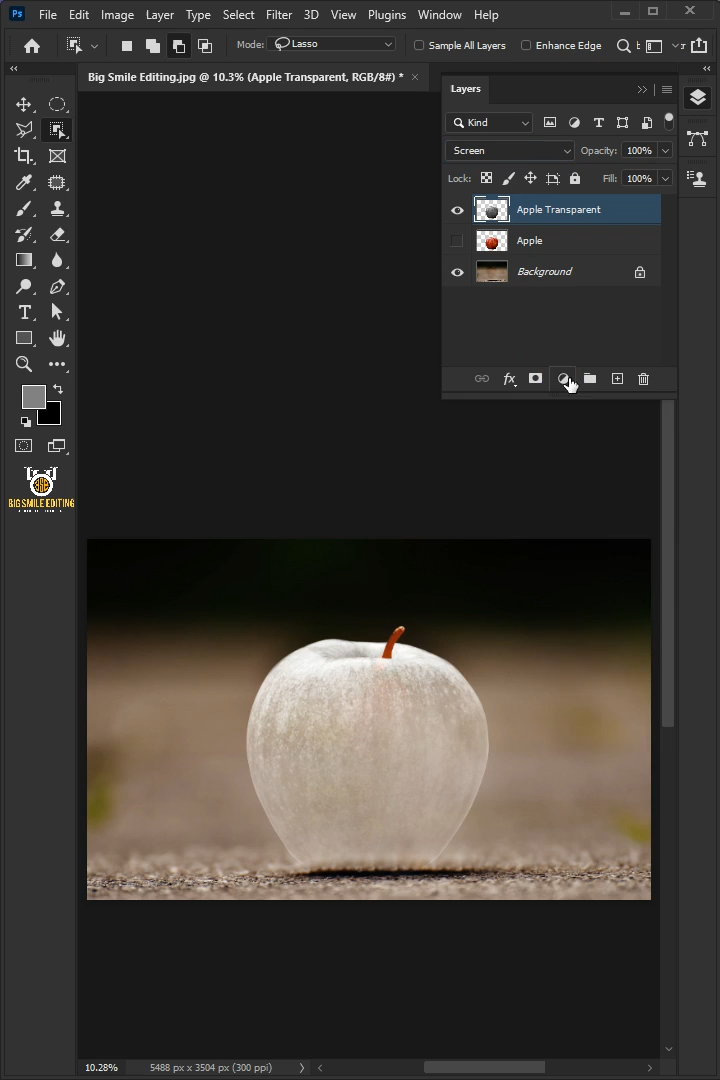 Ps File Edit Image Layer Type Select Filter 3D View Plugins Window Help
Mode: Lasso Sample All Layers Enhance Edge
Big Smile Editing.jpg @ 10.3% (Apple Transparent, RGB/8#) *
Layers
Kind
Screen Opacity: 100%
Lock: Fill: 100%
Apple Transparent
Apple
Background
fx
BIG SMILE EDITING
10.28% 5488 px x 3504 px (300 ppi)